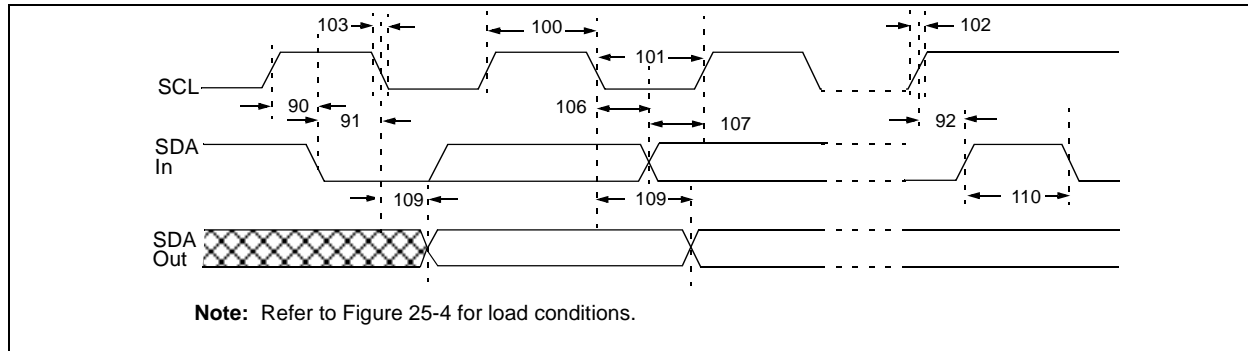 103
100
102
101
SCL
90
106
91
107
92
SDA
In
109
109
110
SDA
Out
Note: Refer to Figure 25-4 for load conditions.